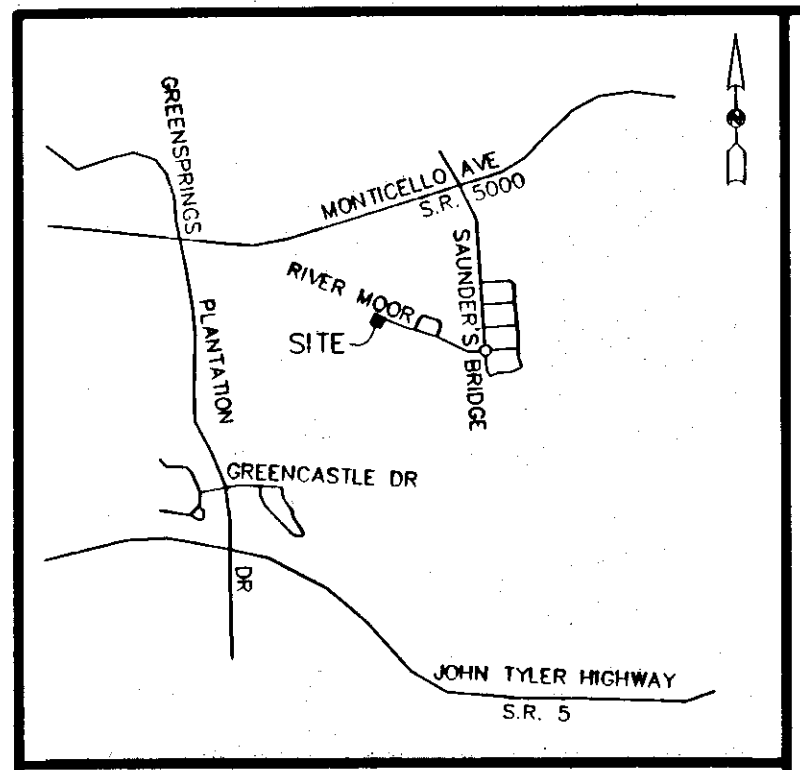 GREENSPRINGS
MONTICELLO AVE
S.R. 5000
N
RIVER MOOR
SAUNDER'S BRIDGE
SITE
PLANTATION
GREENCASTLE DR
DR
JOHN TYLER HIGHWAY
S.R. 5